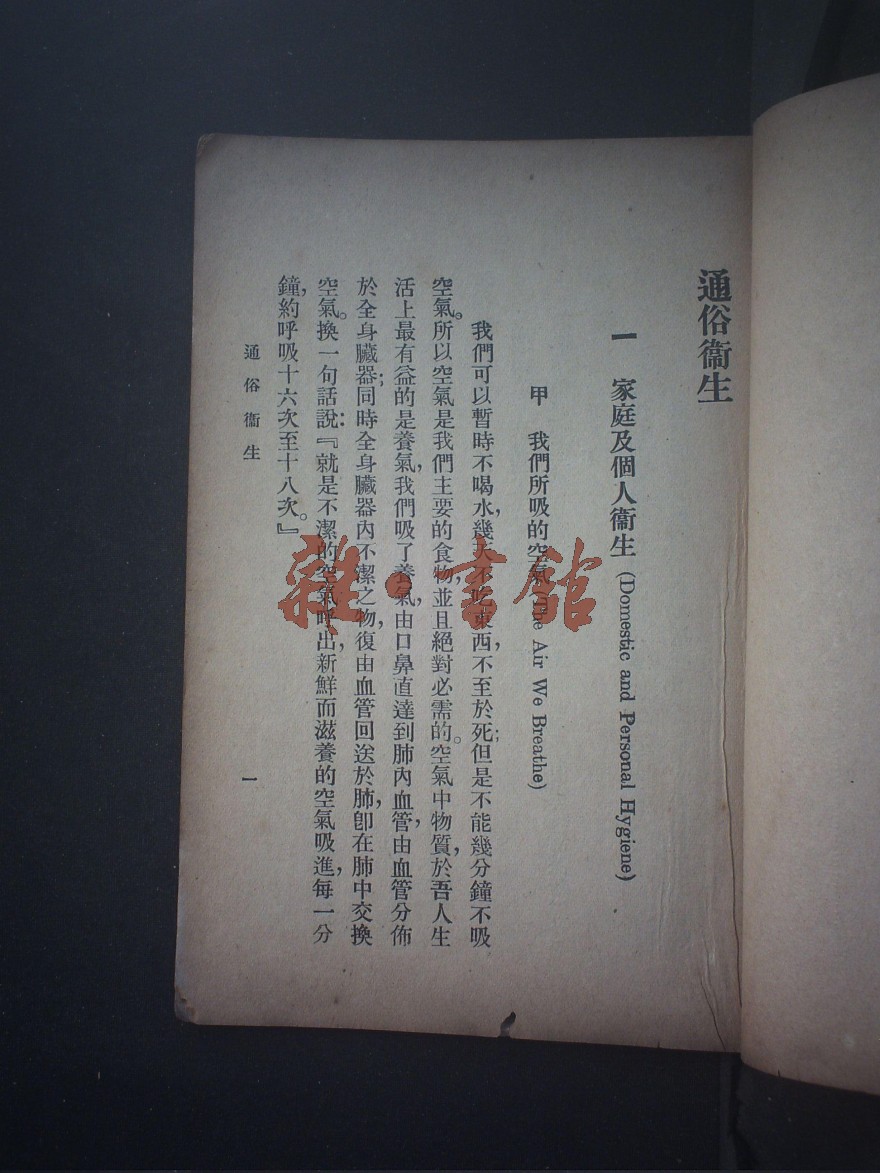 通俗衞生
一　家庭及個人衞生 (Domestic and Personal Hygiene)
甲　我們所吸的空氣 (The Air We Breathe)
我們可以暫時不喝水，幾天不吃東西，不至於死；但是不能幾分鐘不吸
空氣。所以空氣是我們主要的食物，並且絕對必需的。空氣中物質，於吾人生
活上最有益的是養氣，我們吸了養氣，由口鼻直達到肺內血管，由血管分佈
於全身臟器；同時全身臟器內不潔之物，復由血管回送於肺，卽在肺中交換
空氣。換一句話說：『就是不潔的空氣呼出，新鮮而滋養的空氣吸進，每一分
鐘，約呼吸十六次至十八次。』
通俗衞生
一
雜·書館